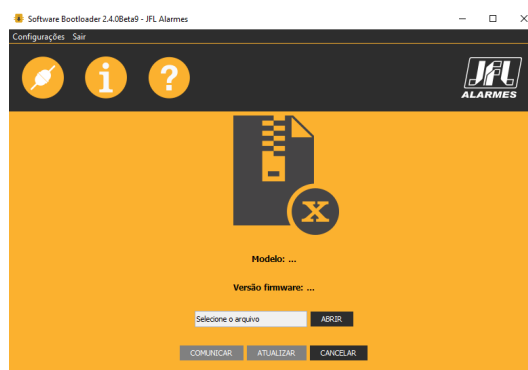 Software Bootloader 2.4.0Beta9 - JFL Alarmes
Configurações Sair
i ?
JFL
ALARMES
X
Modelo: ...
Versão firmware: ...
Selecione o arquivo ABRIR
COMUNICAR ATUALIZAR CANCELAR